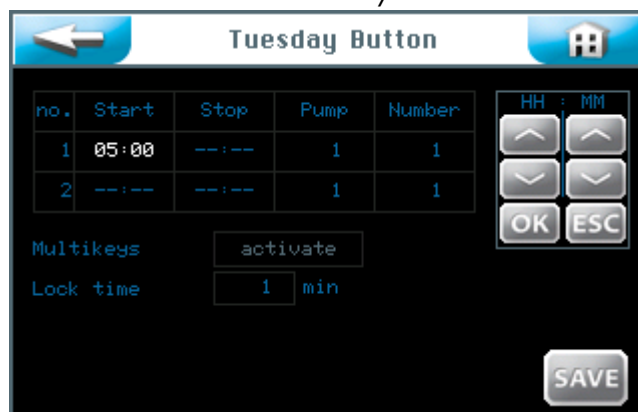 Tuesday Button
no. Start Stop Pump Number
1 05:00 --:-- 1 1
2 --:-- --:-- 1 1
HH : MM
OK ESC
Multikeys activate
Lock time 1 min
SAVE